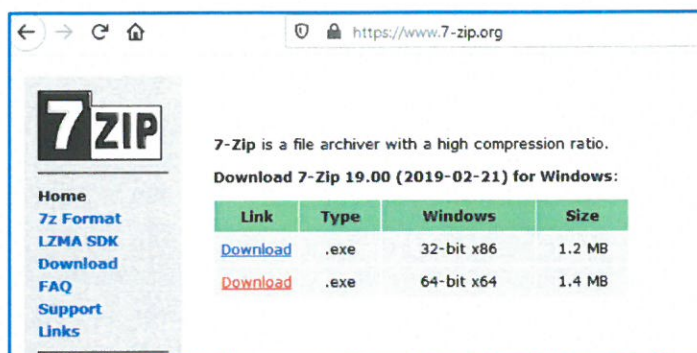 https://www.7-zip.org
7ZIP
7-Zip is a file archiver with a high compression ratio.
Download 7-Zip 19.00 (2019-02-21) for Windows:
Link Type Windows Size
Download .exe 32-bit x86 1.2 MB
Download .exe 64-bit x64 1.4 MB
Home
7z Format
LZMA SDK
Download
FAQ
Support
Links